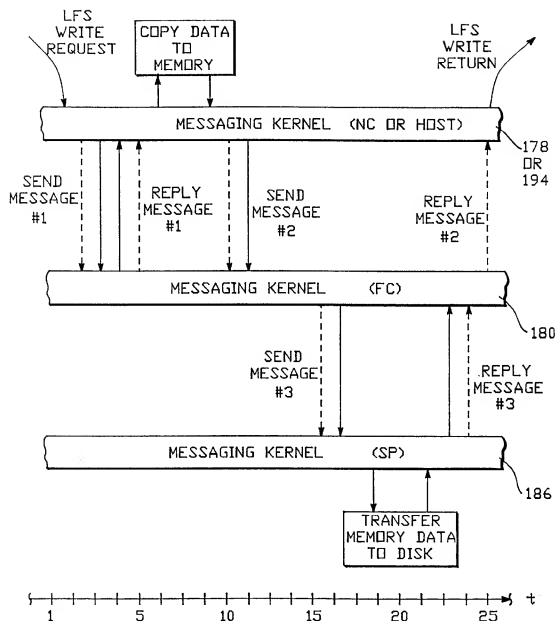 LFS
WRITE
REQUEST
COPY DATA
TO
MEMORY
LFS
WRITE
RETURN
MESSAGING KERNEL (NC OR HOST)
178
OR
194
SEND
MESSAGE
#1
REPLY
MESSAGE
#1
SEND
MESSAGE
#2
REPLY
MESSAGE
#2
MESSAGING KERNEL (FC)
180
SEND
MESSAGE
#3
REPLY
MESSAGE
#3
MESSAGING KERNEL (SP)
186
TRANSFER
MEMORY DATA
TO DISK
t
1 5 10 15 20 25